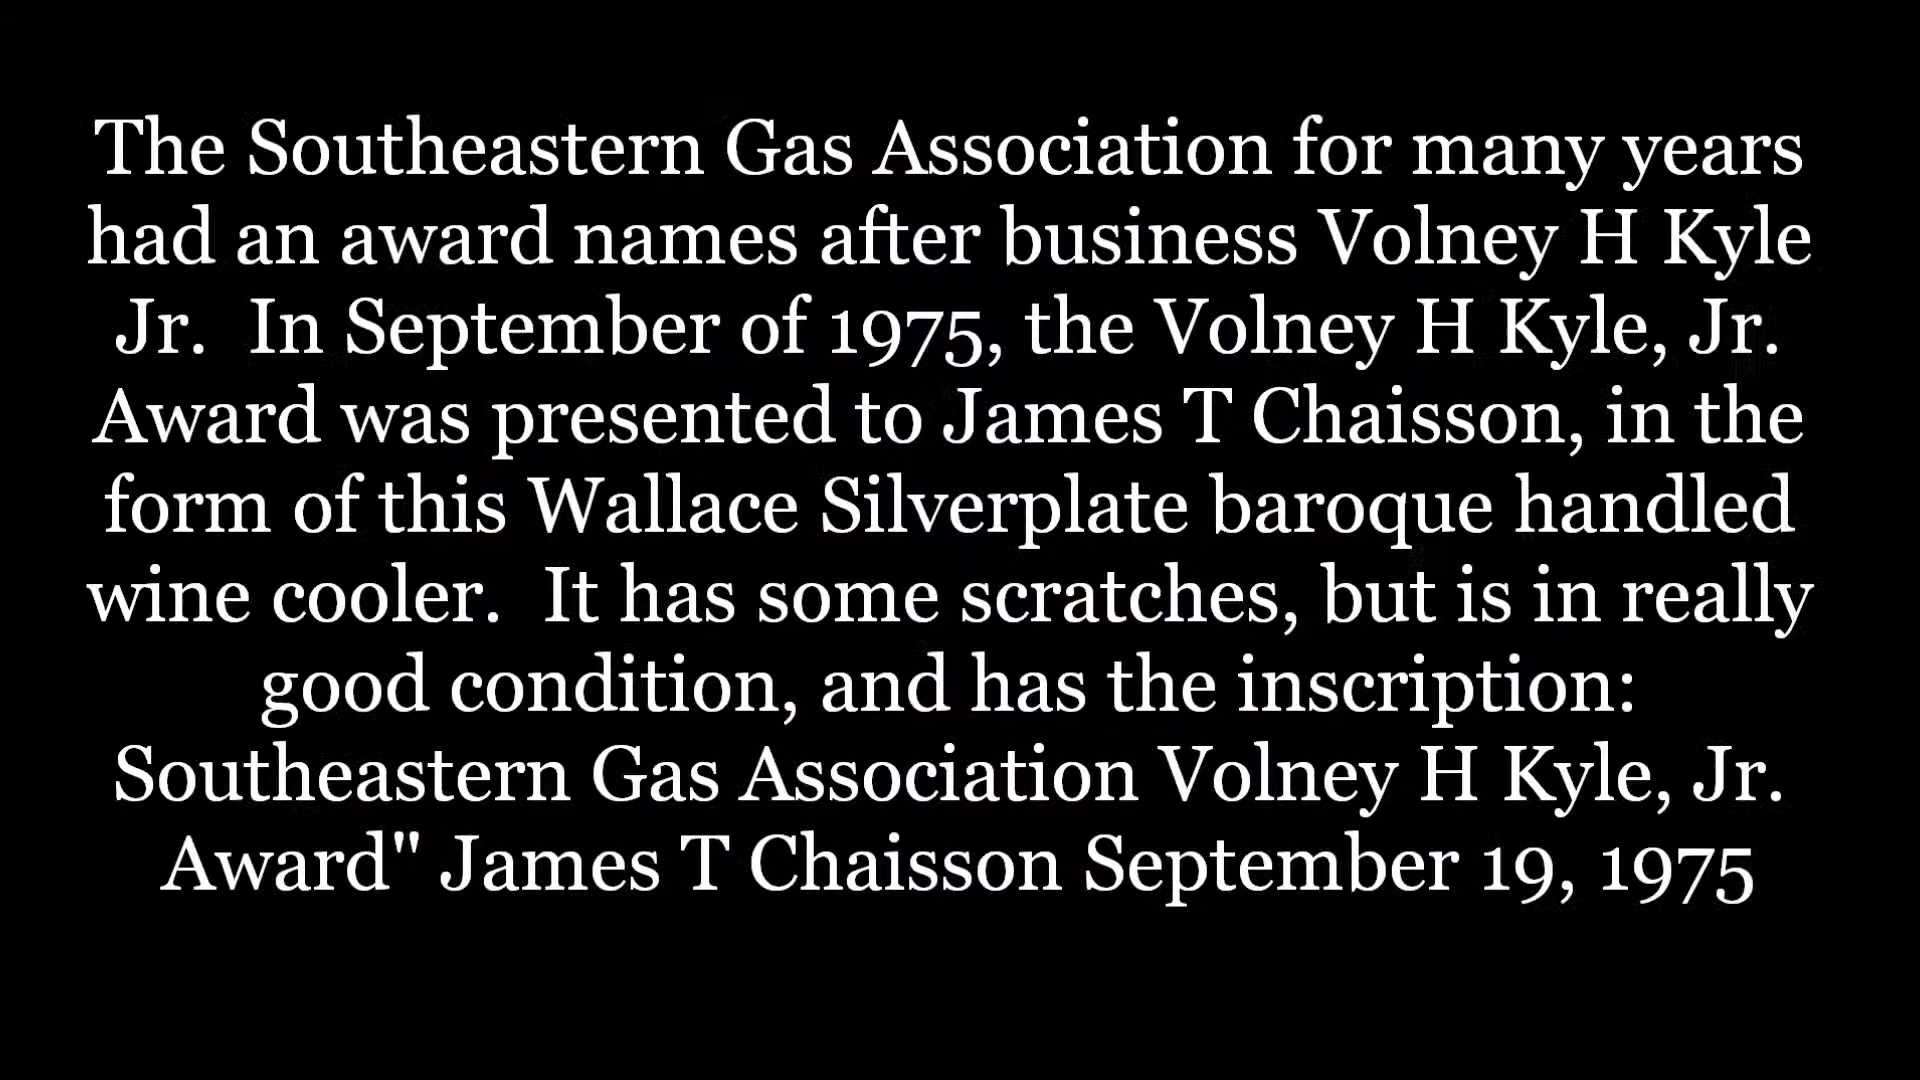 The Southeastern Gas Association for many years
had an award names after business Volney H Kyle
Jr.  In September of 1975, the Volney H Kyle, Jr.
Award was presented to James T Chaisson, in the
form of this Wallace Silverplate baroque handled
wine cooler.  It has some scratches, but is in really
good condition, and has the inscription:
Southeastern Gas Association Volney H Kyle, Jr.
Award" James T Chaisson September 19, 1975